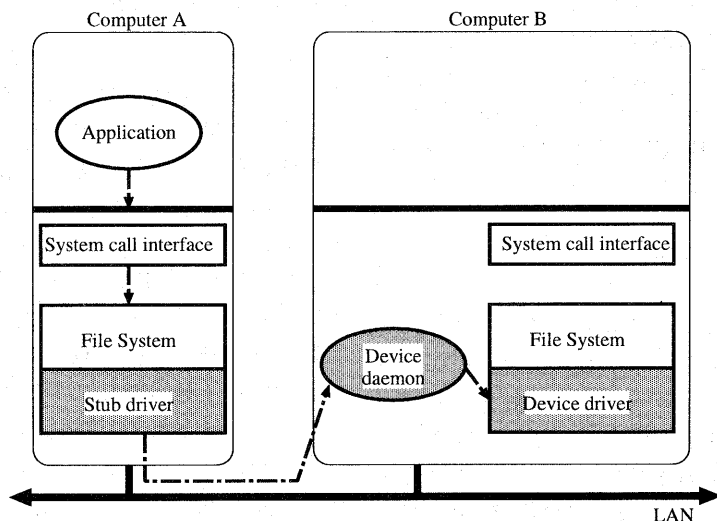 Computer A
Computer B
Application
System call interface
System call interface
File System
File System
Device
daemon
Stub driver
Device driver
LAN